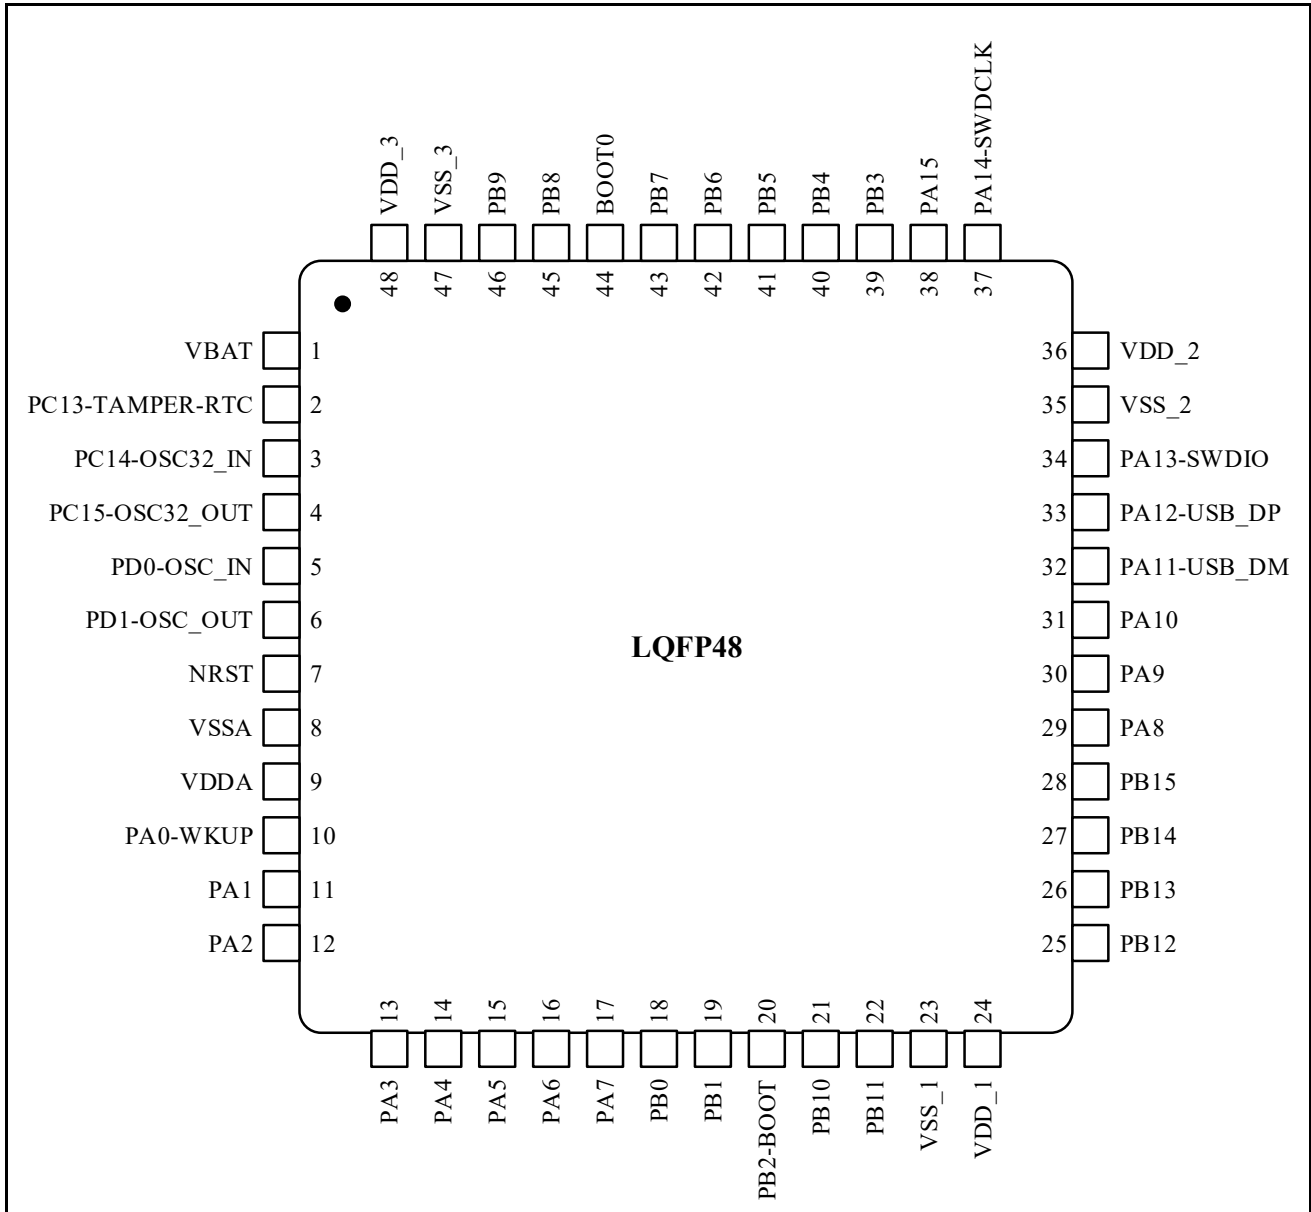 VDD_3
VSS_3
PB9
PB8
BOOT0
PB7
PB6
PB5
PB4
PB3
PA15
PA14-SWDCLK
48
47
46
45
44
43
42
41
40
39
38
37
VBAT 1
PC13-TAMPER-RTC 2
PC14-OSC32_IN 3
PC15-OSC32_OUT 4
PD0-OSC_IN 5
PD1-OSC_OUT 6
NRST 7
VSSA 8
VDDA 9
PA0-WKUP 10
PA1 11
PA2 12
LQFP48
36 VDD_2
35 VSS_2
34 PA13-SWDIO
33 PA12-USB_DP
32 PA11-USB_DM
31 PA10
30 PA9
29 PA8
28 PB15
27 PB14
26 PB13
25 PB12
13
14
15
16
17
18
19
20
21
22
23
24
PA3
PA4
PA5
PA6
PA7
PB0
PB1
PB2-BOOT
PB10
PB11
VSS_1
VDD_1